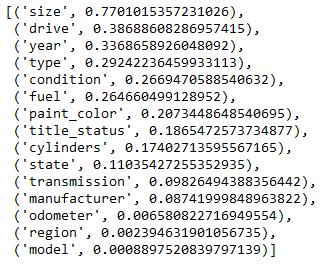 [('size', 0.7701015357231026),
('drive', 0.38688608286957415),
('year', 0.3368658926048092),
('type', 0.29242236459933113),
('condition', 0.2669470588540632),
('fuel', 0.264660499128952),
('paint_color', 0.2073448648540695),
('title_status', 0.1865472573734877),
('cylinders', 0.17402713595567165),
('state', 0.11035427255352935),
('transmission', 0.09826494388356442),
('manufacturer', 0.08741999848963822),
('odometer', 0.006580822716949554),
('region', 0.002394631901056735),
('model', 0.0008897520839797139)]